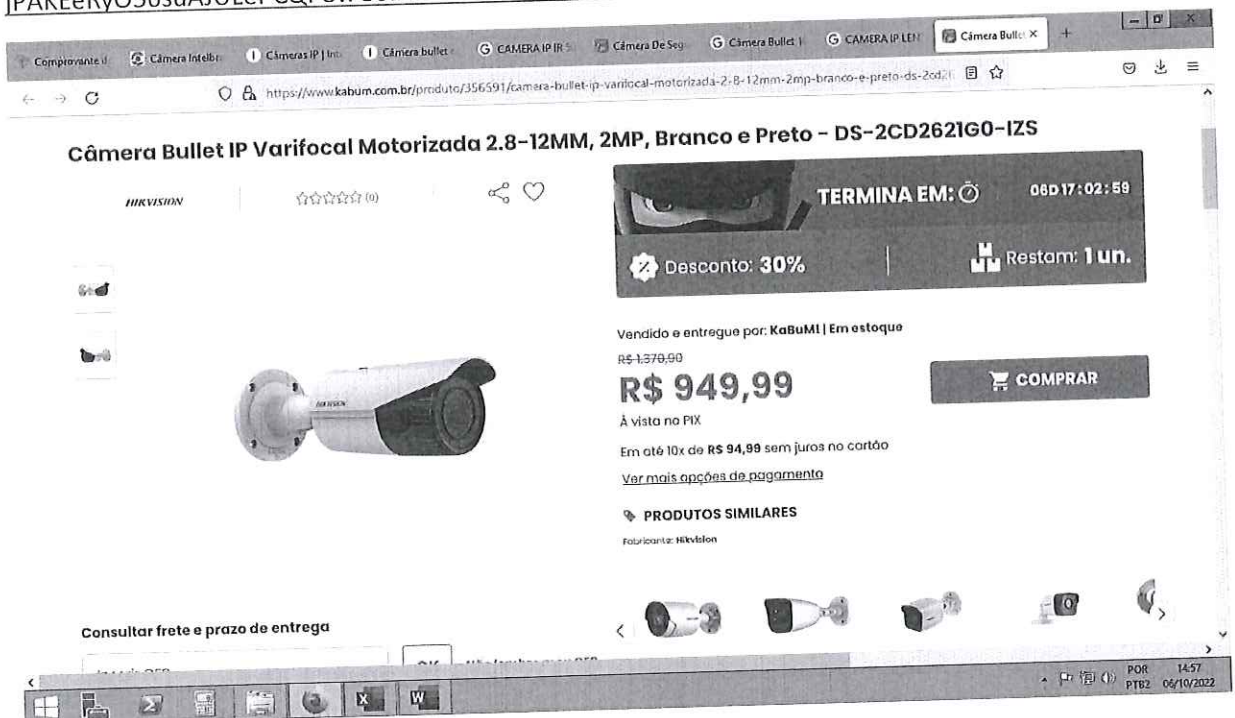 Comprovante d
Câmera Intelbr
Câmeras IP | Int
Câmera bullet
CAMERA IP IR
Câmera De Seg
Câmera Bullet
CAMERA IP LEN
Câmera Bulle
https://www.kabum.com.br/produto/356591/camera-bullet-ip-varifocal-motorizada-2-8-12mm-2mp-branco-e-preto-ds-2cd26
Câmera Bullet IP Varifocal Motorizada 2.8-12MM, 2MP, Branco e Preto - DS-2CD2621G0-IZS
HIKVISION
(0)
TERMINA EM:
06D 17:02:59
Desconto: 30%
Restam: 1 un.
Vendido e entregue por: KaBuM! | Em estoque
R$ 1.370,90
R$ 949,99
COMPRAR
À vista no PIX
Em até 10x de R$ 94,99 sem juros no cartão
Ver mais opções de pagamento
PRODUTOS SIMILARES
Fabricante: Hikvision
Consultar frete e prazo de entrega
POR
PTB2
14:57
06/10/2022